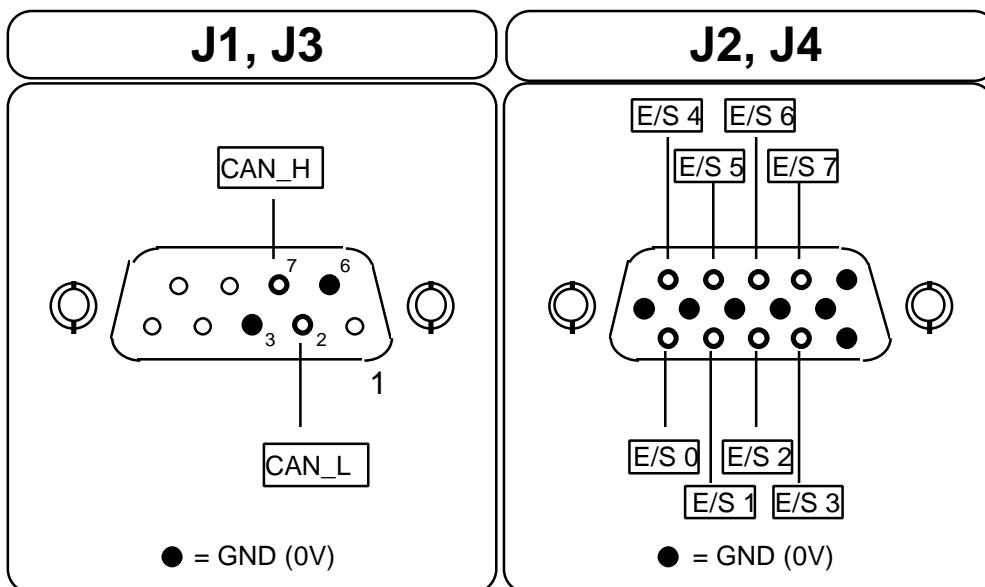 J1, J3
CAN_H
7
6
3
2
1
CAN_L
= GND (0V)
J2, J4
E/S 4
E/S 6
E/S 5
E/S 7
E/S 0
E/S 2
E/S 1
E/S 3
= GND (0V)